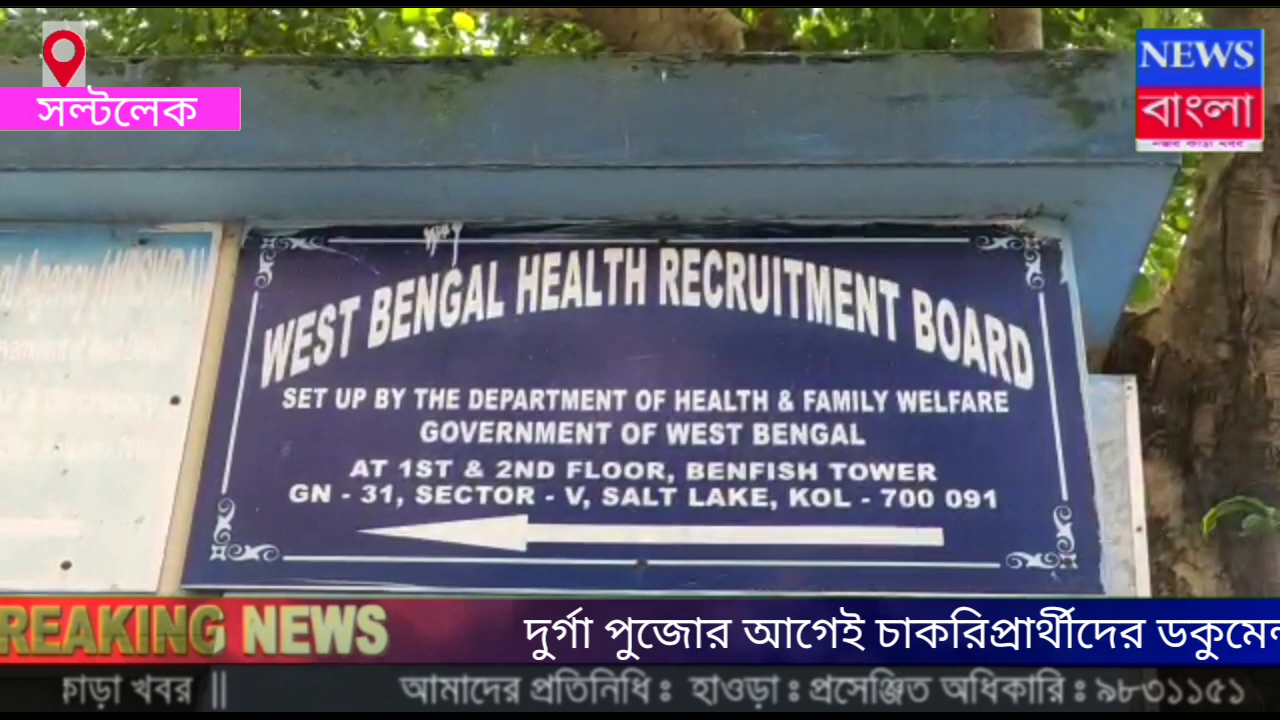 সল্টলেক
NEWS
বাংলা
WEST BENGAL HEALTH RECRUITMENT BOARD
SET UP BY THE DEPARTMENT OF HEALTH & FAMILY WELFARE
GOVERNMENT OF WEST BENGAL
AT 1ST & 2ND FLOOR, BENFISH TOWER
GN - 31, SECTOR - V, SALT LAKE, KOL - 700 091
REAKING NEWS
দুর্গা পুজোর আগেই চাকরিপ্রার্থীদের ডকুমেন
খবর || আমাদের প্রতিনিধি : হাওড়া : প্রসেঞ্জিত অধিকারি : ৯৮৩১১৫১